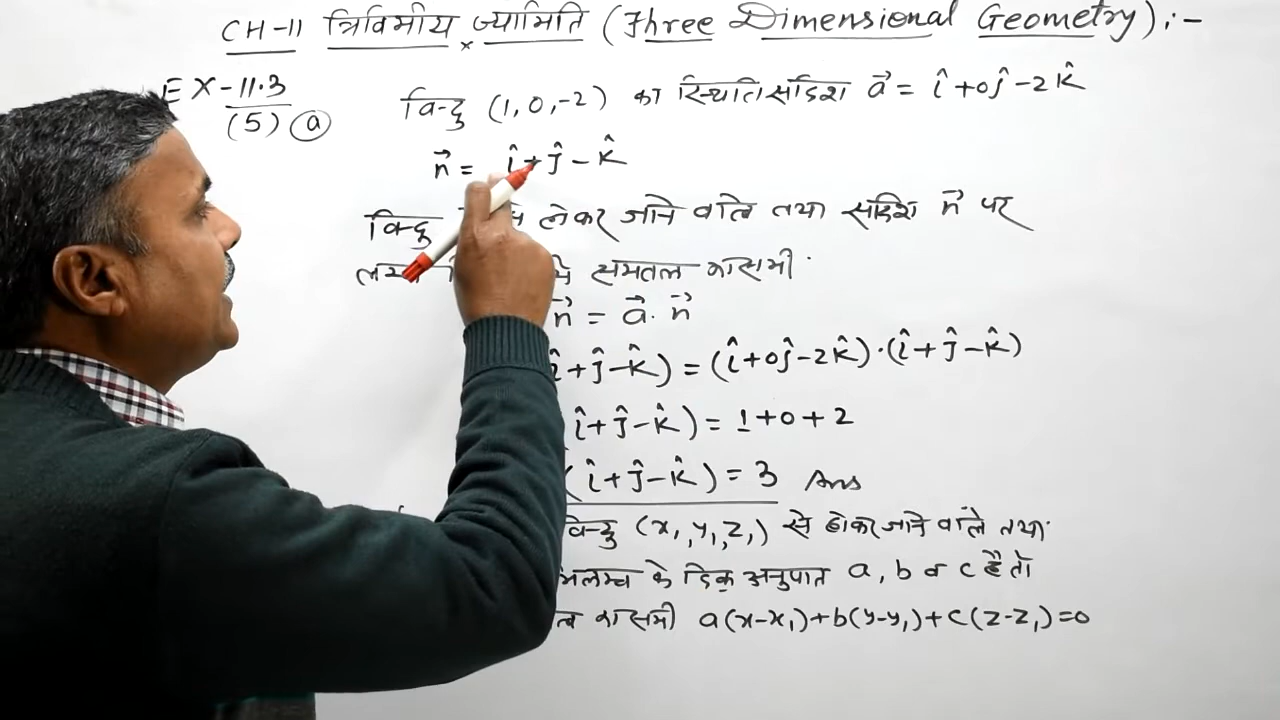 CH-11 त्रिविमीय ज्यामिति (Three Dimensional Geometry) :-
EX-11.3
(5) (a)
बिन्दु (1, 0, -2) का स्थिति सदिश a⃗ = î + 0ĵ - 2k̂
n⃗ = î + ĵ - k̂
बिन्दु लेकर जाने वाले तथा सदिश n⃗ पर
समतल का समी.
n⃗ = a⃗ . n⃗
î + ĵ - k̂) = (î + 0ĵ - 2k̂) . (î + ĵ - k̂)
î + ĵ - k̂) = 1 + 0 + 2
(î + ĵ - k̂) = 3 Ans
बिन्दु (x₁, y₁, z₁) से होकर जाने वाले तथा
के दिक् अनुपात a, b व c है तो
का समी a(x-x₁)+b(y-y₁)+c(z-z₁)=0